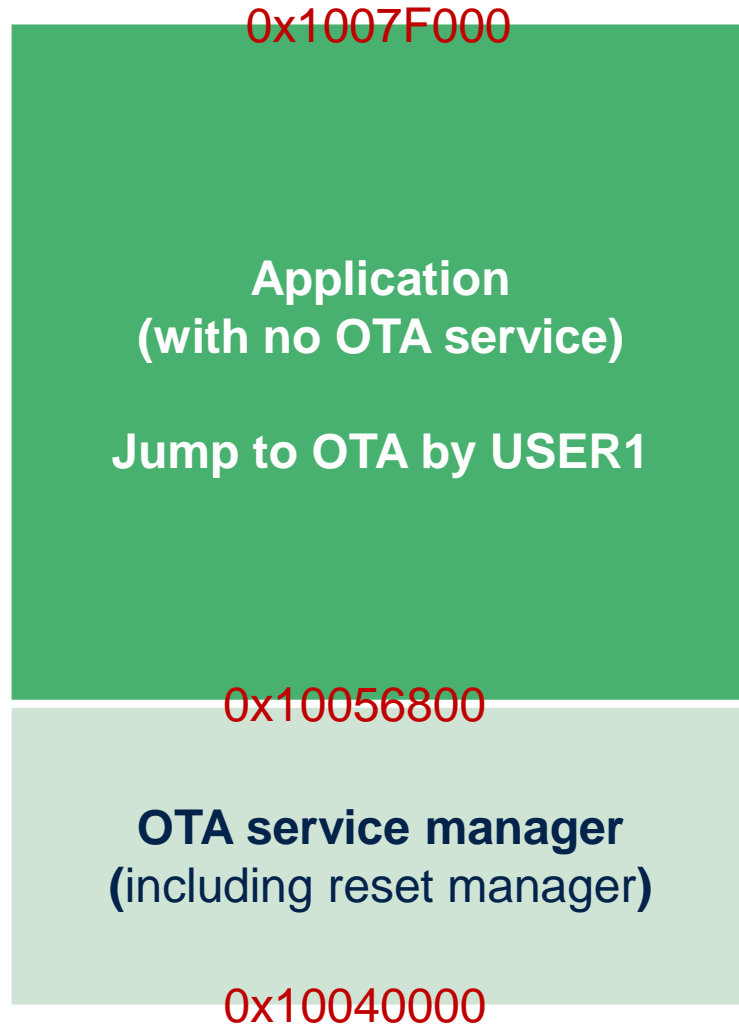 0x1007F000
Application
(with no OTA service)
Jump to OTA by USER1
0x10056800
OTA service manager
(including reset manager)
0x10040000